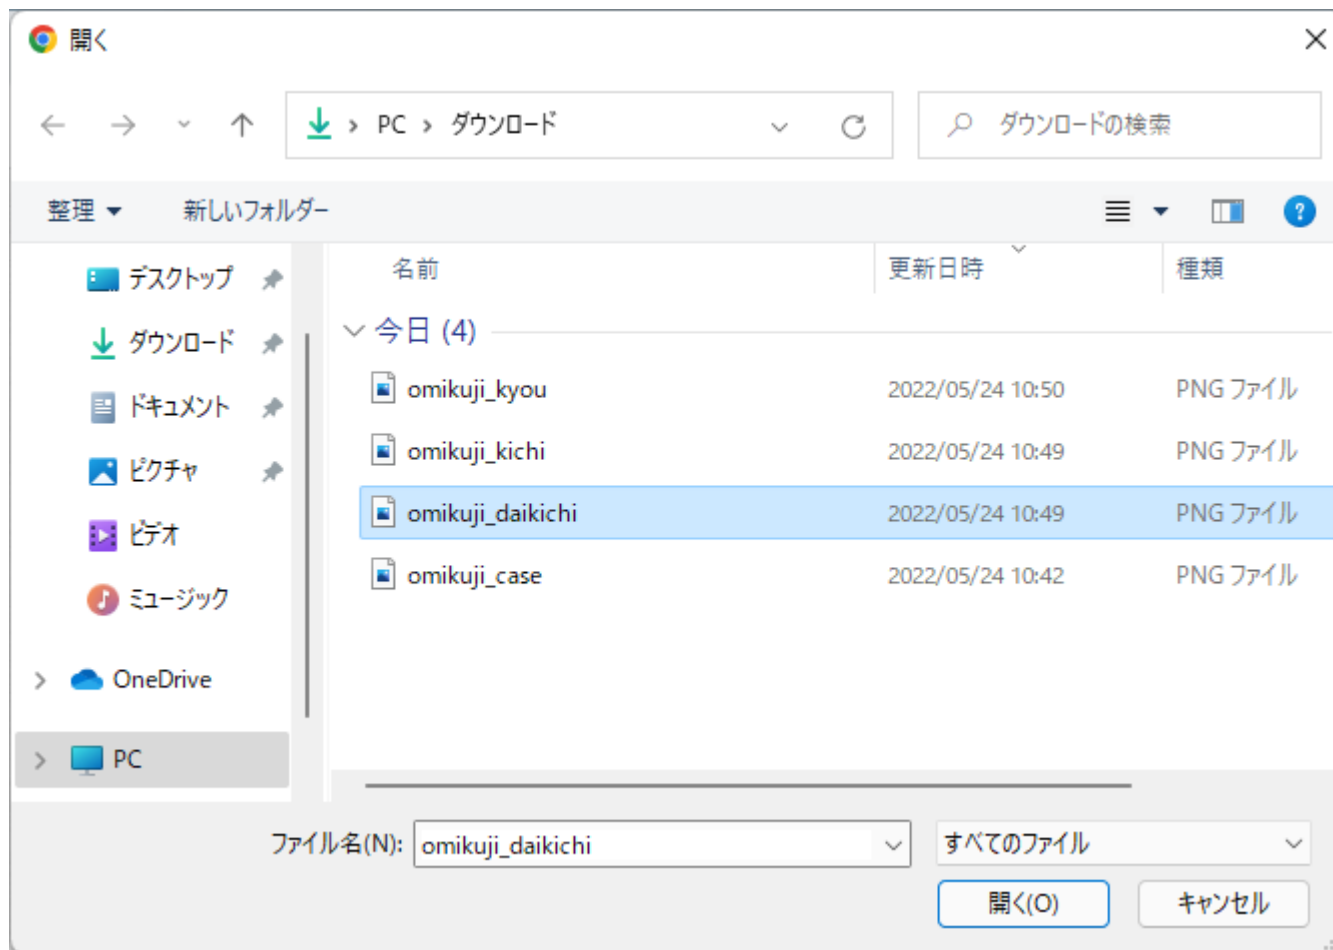 開く
PC > ダウンロード
ダウンロードの検索
整理
新しいフォルダー
デスクトップ
ダウンロード
ドキュメント
ピクチャ
ビデオ
ミュージック
OneDrive
PC
名前 更新日時 種類
今日 (4)
omikuji_kyou 2022/05/24 10:50 PNG ファイル
omikuji_kichi 2022/05/24 10:49 PNG ファイル
omikuji_daikichi 2022/05/24 10:49 PNG ファイル
omikuji_case 2022/05/24 10:42 PNG ファイル
ファイル名(N): omikuji_daikichi すべてのファイル
開く(O) キャンセル